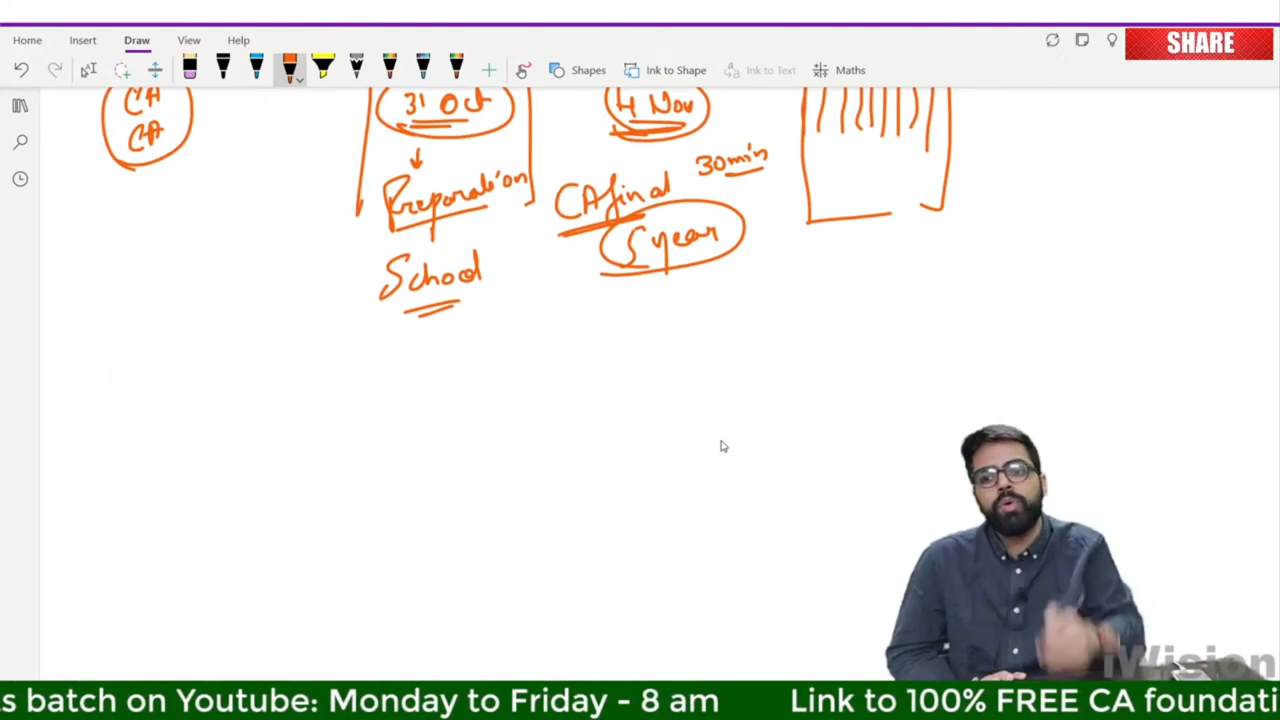 Home Insert Draw View Help
SHARE
Shapes Ink to Shape Ink to Text Maths
CA
CA
31 Oct
4 Nov
30min
Preparation
CA final
5 year
School
iWision
ts batch on Youtube: Monday to Friday - 8 am Link to 100% FREE CA foundati